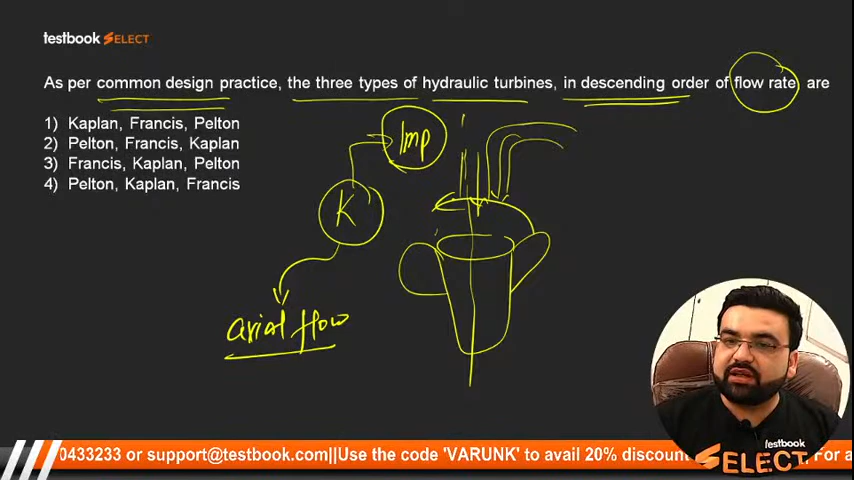 testbook SELECT
As per common design practice, the three types of hydraulic turbines, in descending order of flow rate are
1) Kaplan, Francis, Pelton
2) Pelton, Francis, Kaplan
3) Francis, Kaplan, Pelton
4) Pelton, Kaplan, Francis
Imp
K
axial flow
testbook
SELECT
0433233 or support@testbook.com||Use the code 'VARUNK' to avail 20% discoun For a